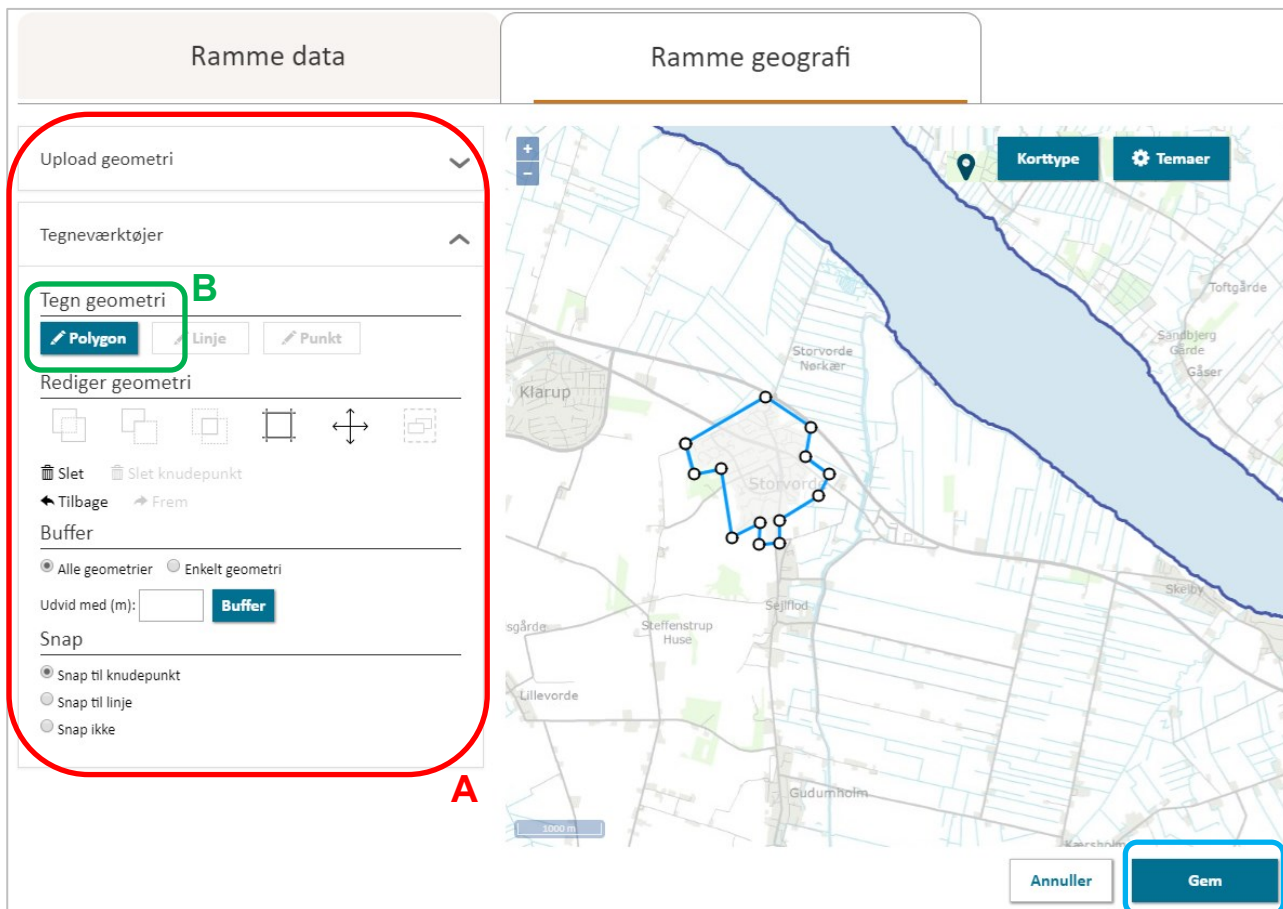 Ramme data
Ramme geografi
Upload geometri
Tegneværktøjer
Tegn geometri
B
Polygon
Linje
Punkt
Rediger geometri
Slet
Slet knudepunkt
Tilbage
Frem
Buffer
Alle geometrier
Enkelt geometri
Udvid med (m):
Buffer
Snap
Snap til knudepunkt
Snap til linje
Snap ikke
A
+
−
Korttype
Temaer
Toftgårde
Sandbjerg
Gårde
Gåser
Storvorde
Nørkær
Klarup
Storvorde
Skelby
Sejlflod
sgårde
Steffenstrup
Huse
Lillevorde
Gudumholm
1000 m
Kærsholm
Annuller
Gem